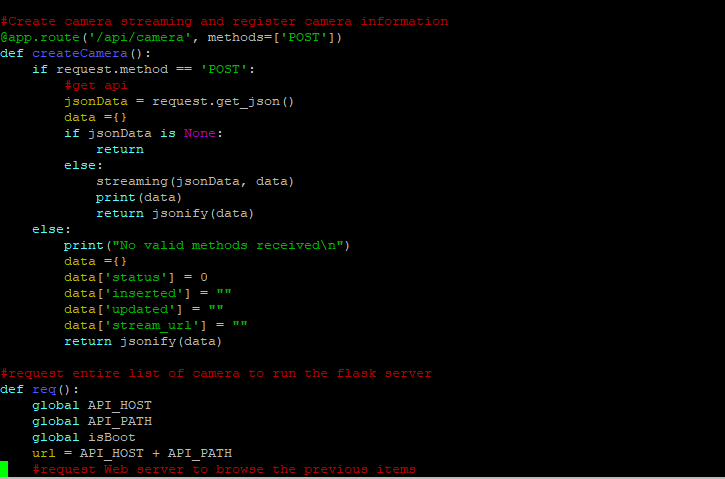 #Create camera streaming and register camera information
@app.route('/api/camera', methods=['POST'])
def createCamera():
    if request.method == 'POST':
        #get api
        jsonData = request.get_json()
        data ={}
        if jsonData is None:
            return
        else:
            streaming(jsonData, data)
            print(data)
            return jsonify(data)
    else:
        print("No valid methods received\n")
        data ={}
        data['status'] = 0
        data['inserted'] = ""
        data['updated'] = ""
        data['stream_url'] = ""
        return jsonify(data)
#request entire list of camera to run the flask server
def req():
    global API_HOST
    global API_PATH
    global isBoot
    url = API_HOST + API_PATH
    #request Web server to browse the previous items